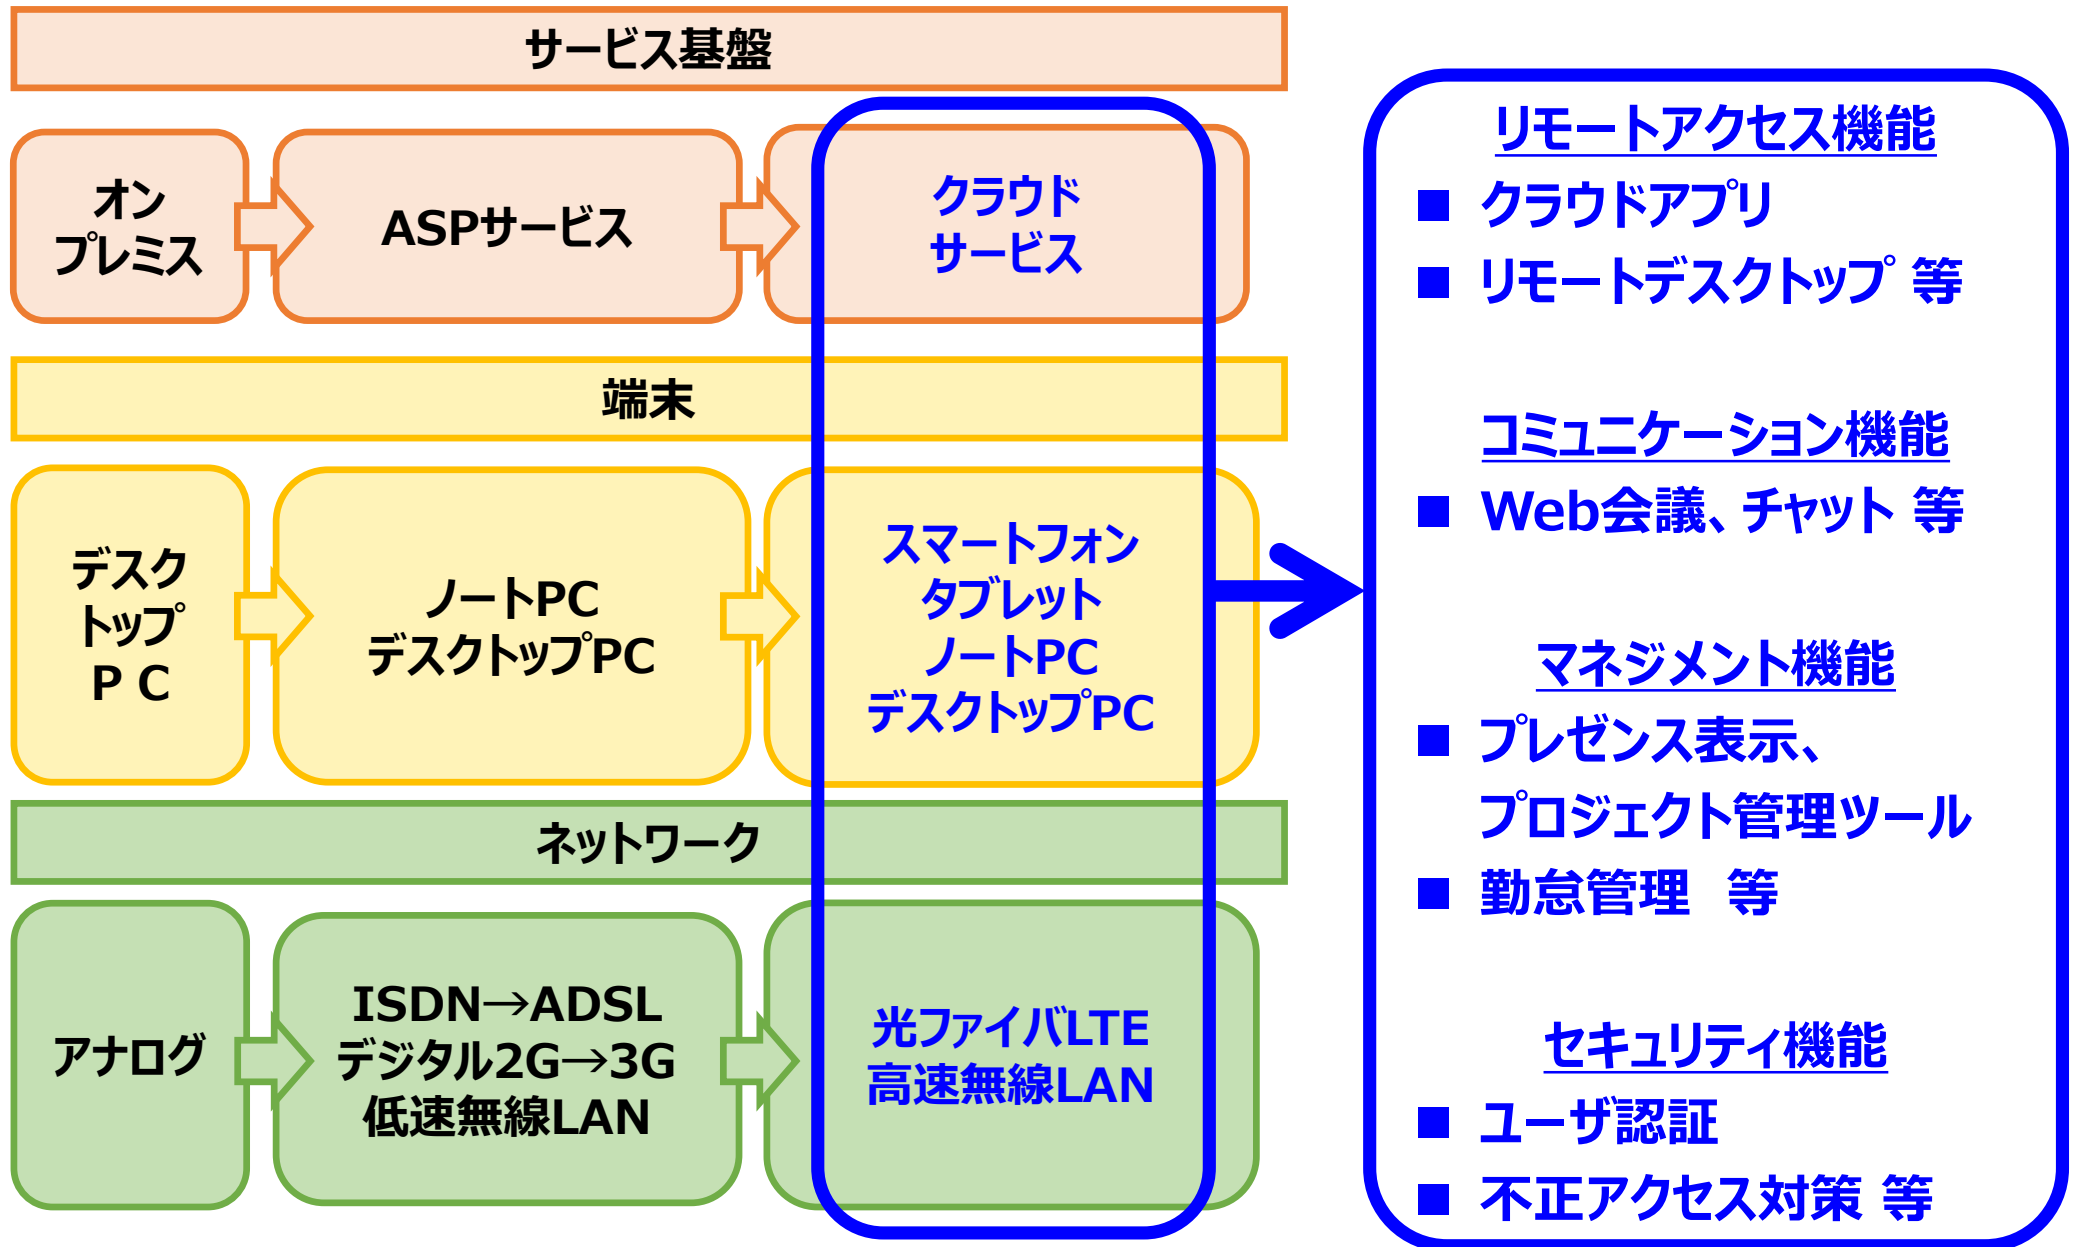 サービス基盤
オン
プレミス
ASPサービス
クラウド
サービス
端末
デスク
トップ
P C
ノートPC
デスクトップPC
スマートフォン
タブレット
ノートPC
デスクトップPC
ネットワーク
アナログ
ISDN→ADSL
デジタル2G→3G
低速無線LAN
光ファイバLTE
高速無線LAN
リモートアクセス機能
■ クラウドアプリ
■ リモートデスクトップ 等
コミュニケーション機能
■ Web会議、チャット 等
マネジメント機能
■ プレゼンス表示、
プロジェクト管理ツール
■ 勤怠管理　等
セキュリティ機能
■ ユーザ認証
■ 不正アクセス対策 等